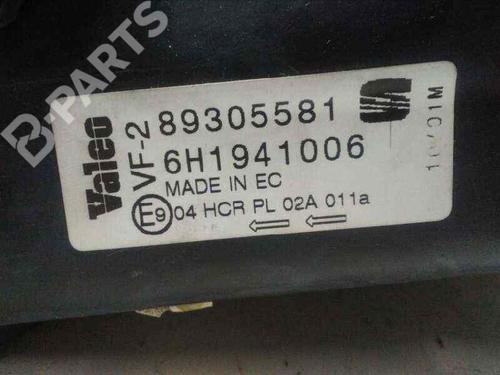 B-PARTS
Valeo
VF-2
89305581
6H1941006
MADE IN EC
E9 04 HCR PL 02A 011a